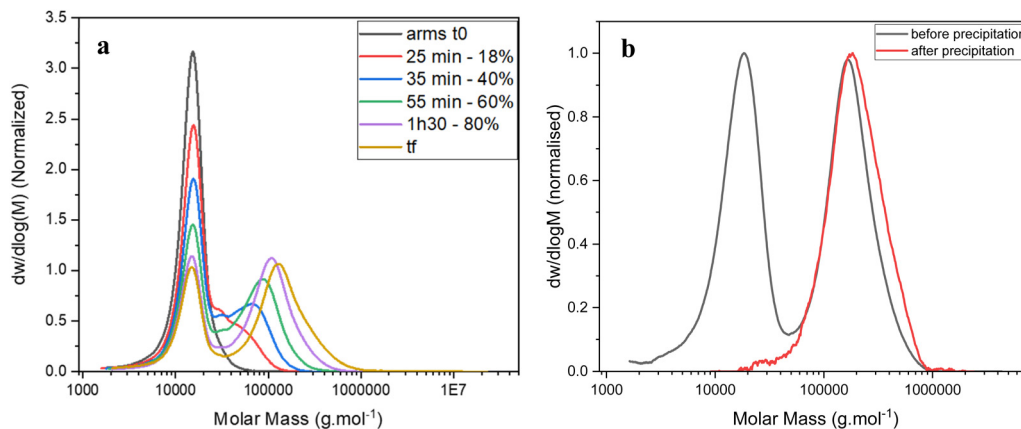 a
arms t0
25 min - 18%
35 min - 40%
55 min - 60%
1h30 - 80%
tf
dw/dlog(M) (Normalized)
3.5
3.0
2.5
2.0
1.5
1.0
0.5
0.0
1000 10000 100000 1000000 1E7
Molar Mass (g.mol-1)
b
before precipitation
after precipitation
dw/dlogM (normalised)
1.0
0.8
0.6
0.4
0.2
0.0
1000 10000 100000 1000000
Molar Mass (g.mol-1)